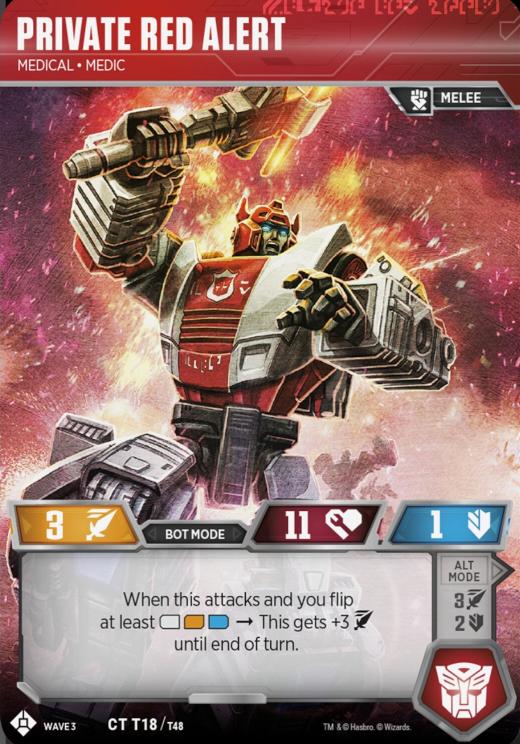 PRIVATE RED ALERT
MEDICAL • MEDIC
MELEE
3
BOT MODE
11
1
When this attacks and you flip
at least → This gets +3
until end of turn.
ALT
MODE
3
2
WAVE 3
CT T18/T48
TM & © Hasbro. © Wizards.